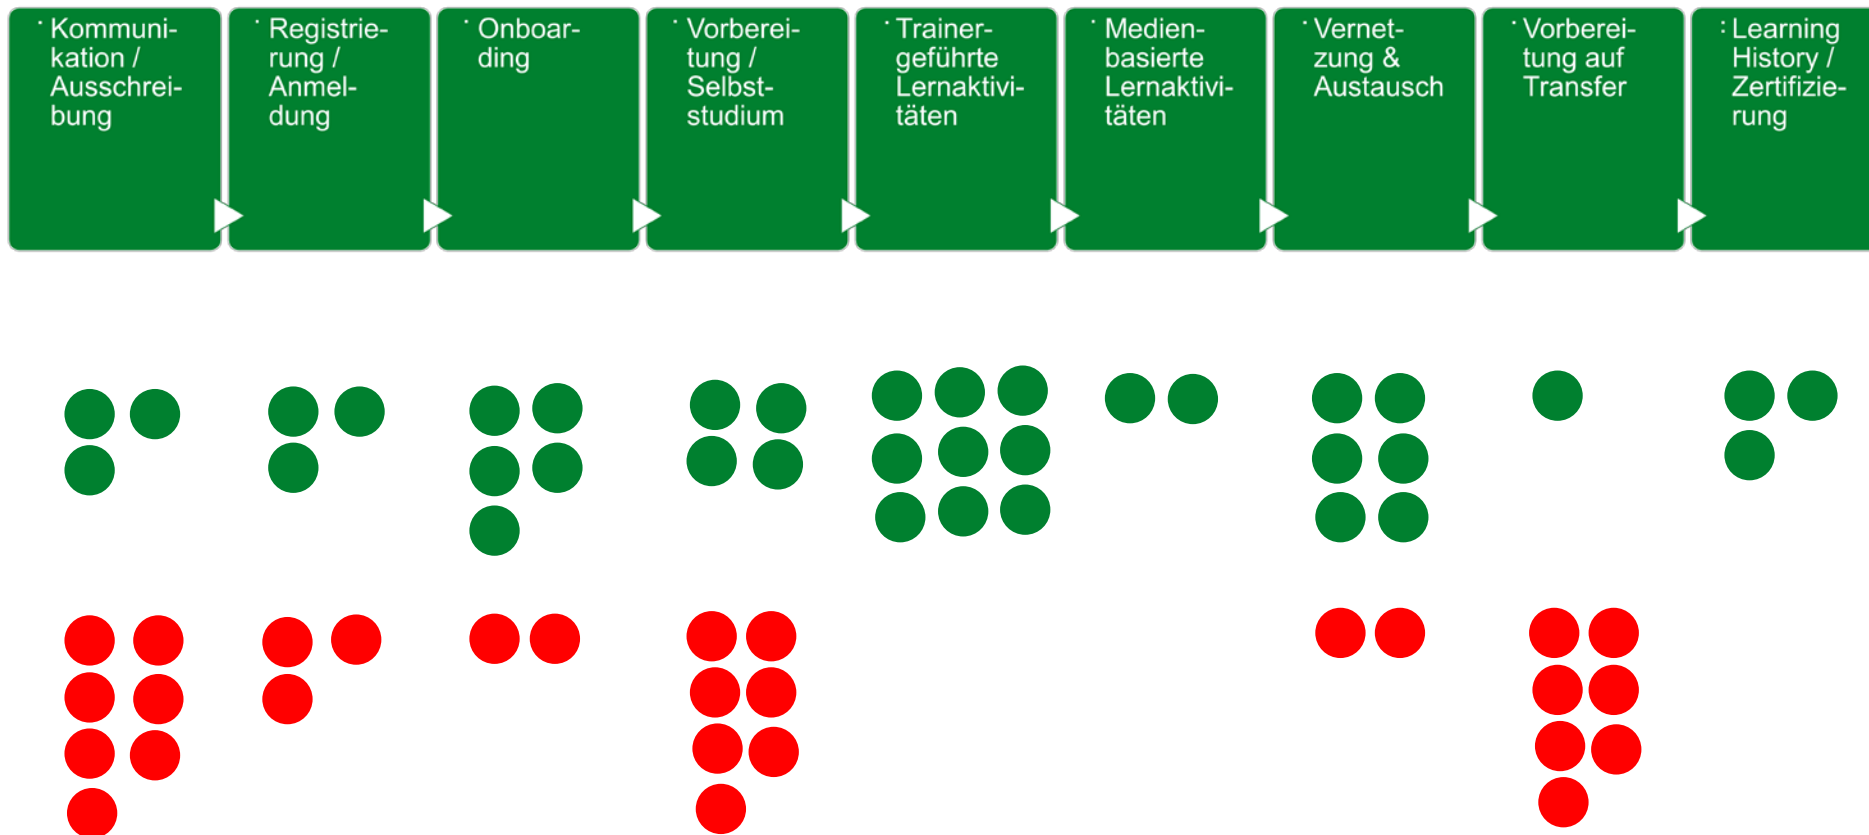 Kommuni-
kation /
Ausschrei-
bung
Registrie-
rung /
Anmel-
dung
Onboar-
ding
Vorberei-
tung /
Selbst-
studium
Trainer-
geführte
Lernaktivi-
täten
Medien-
basierte
Lernaktivi-
täten
Vernet-
zung &
Austausch
Vorberei-
tung auf
Transfer
Learning
History /
Zertifizie-
rung